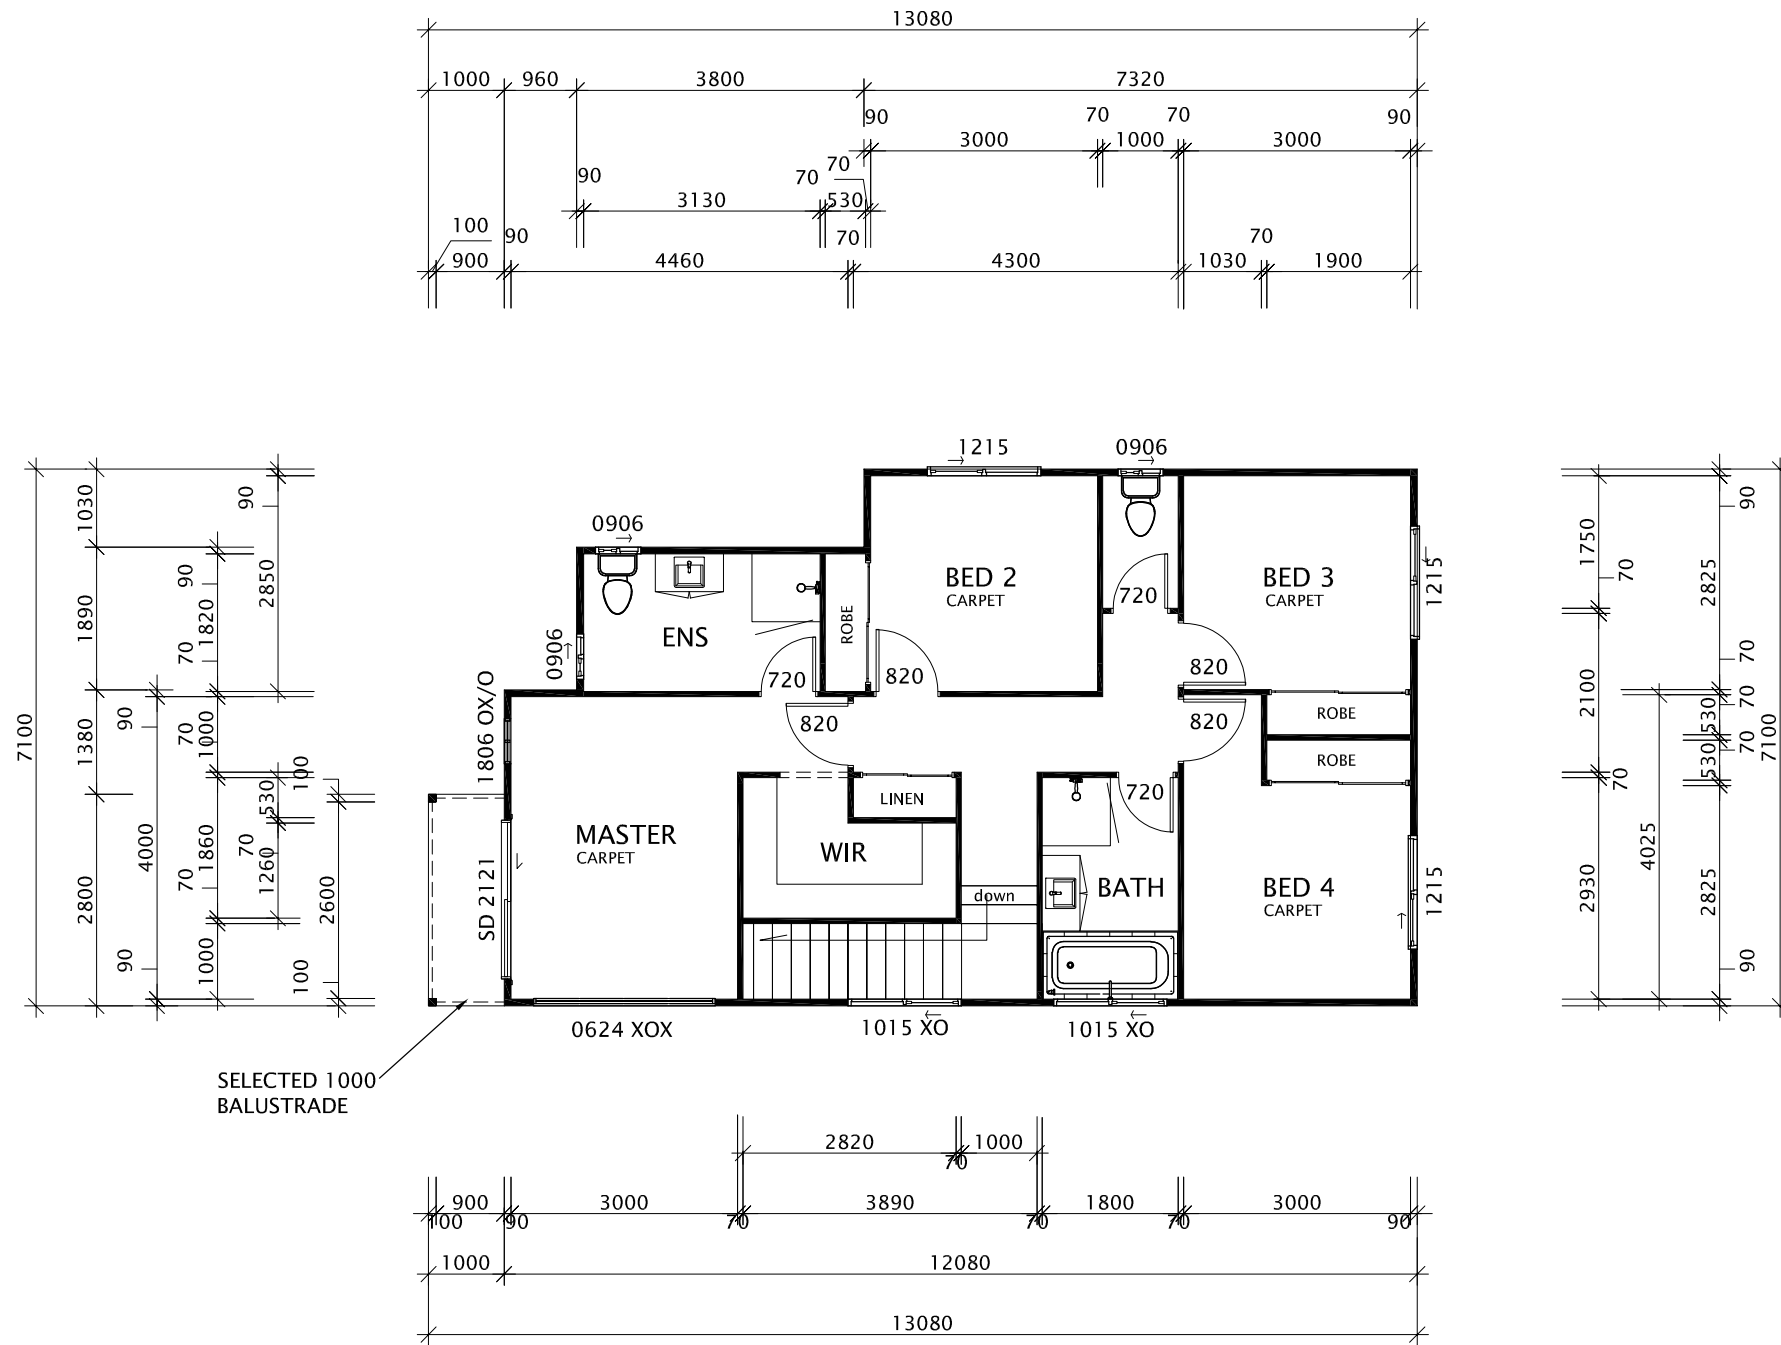 13080
1000 960 3800 7320
90 70 70 90
3000 1000 3000
70
90 70
3130 530
100 90 70 70
900 4460 4300 1030 1900
1215 0906
0906
7100
1030
1890
1380
2800
90
4000
90
90
1820
70
70
1000
1860
70
1000
90
2850
530
70
1260
100
2600
100
0906
1806 OX/O
SD 2121
ENS
720
ROBE
BED 2
CARPET
820
720
BED 3
CARPET
820
1215
820
ROBE
820
ROBE
MASTER
CARPET
WIR
LINEN
down
720
BATH
BED 4
CARPET
1215
1750
70
2100
70
2930
4025
90
2825
70
70
530
70
530
2825
90
7100
0624 XOX
1015 XO
1015 XO
SELECTED 1000
BALUSTRADE
2820 1000
70
900 3000 3890 1800 3000
100 90 70 70 70 90
1000 12080
13080